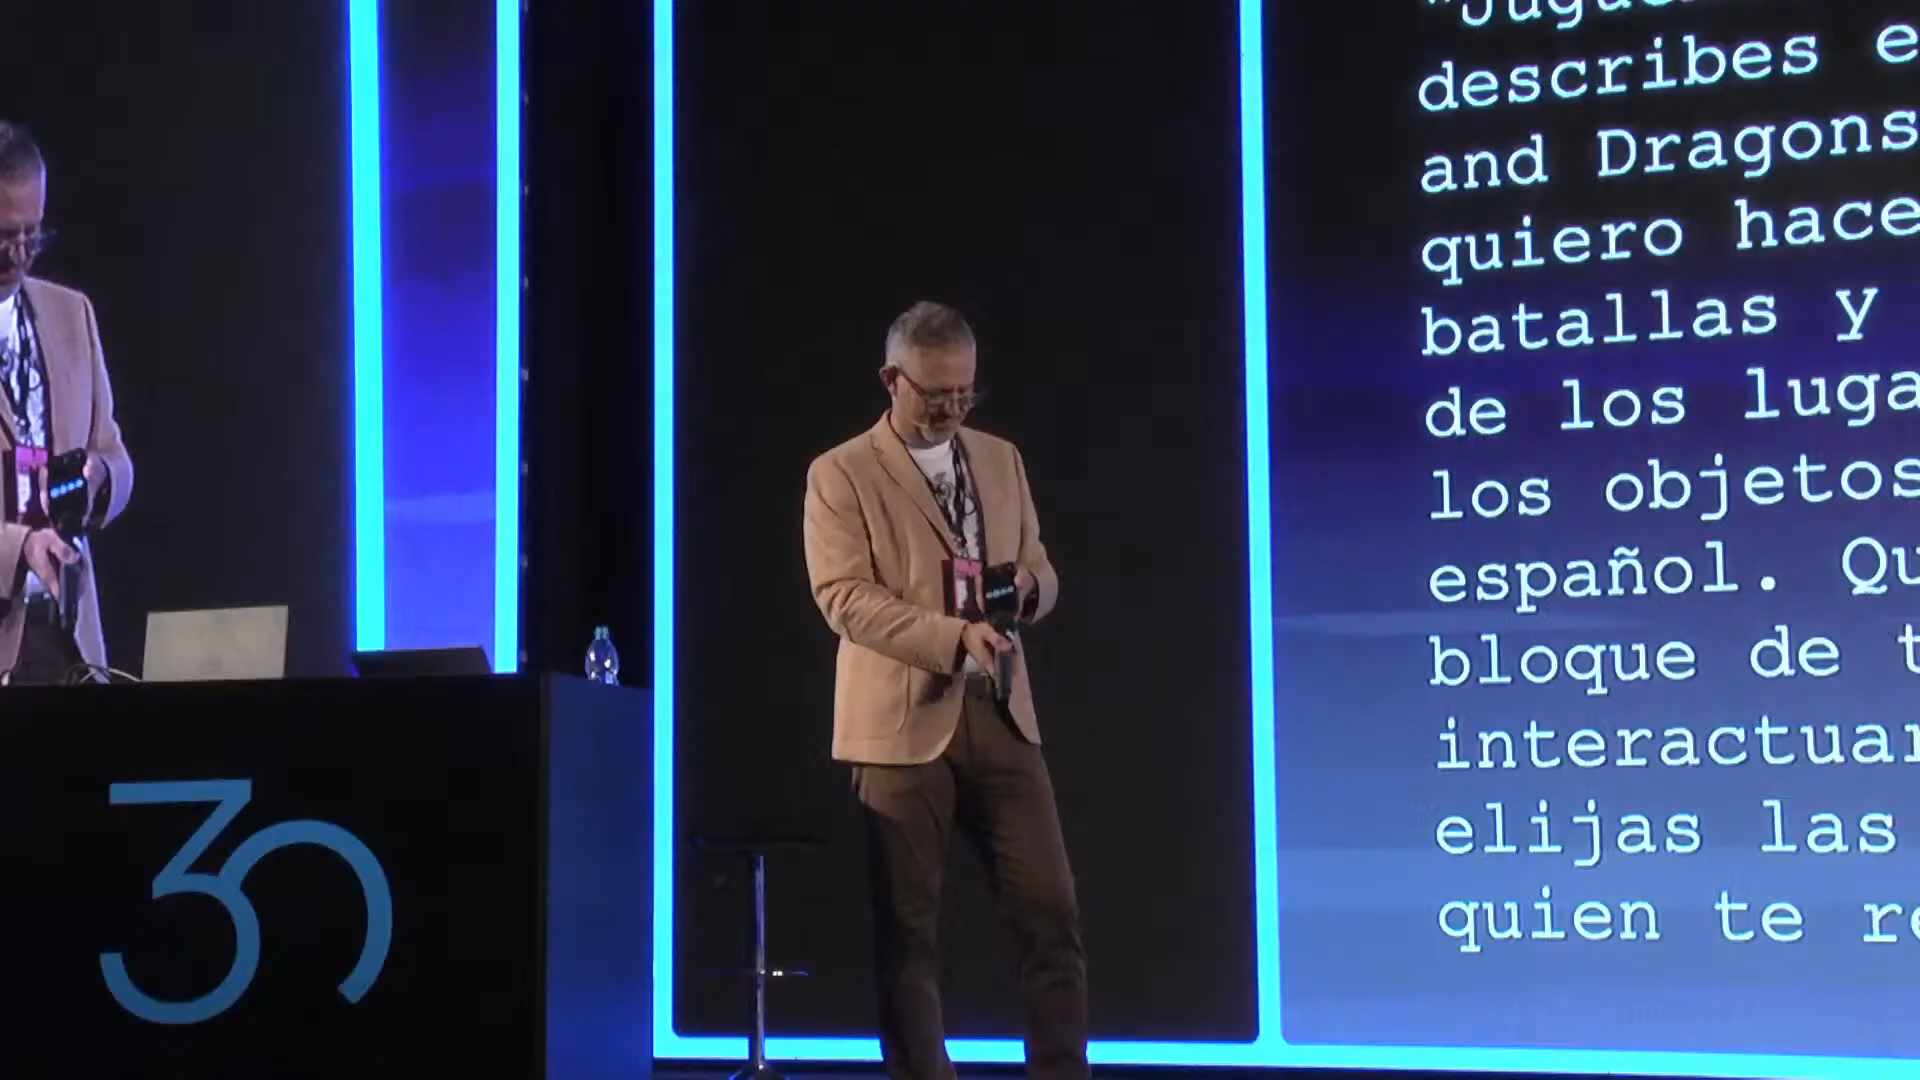 describes e
and Dragons
quiero hace
batallas y
de los luga
los objetos
español. Qu
bloque de t
interactuar
elijas las
quien te re
30